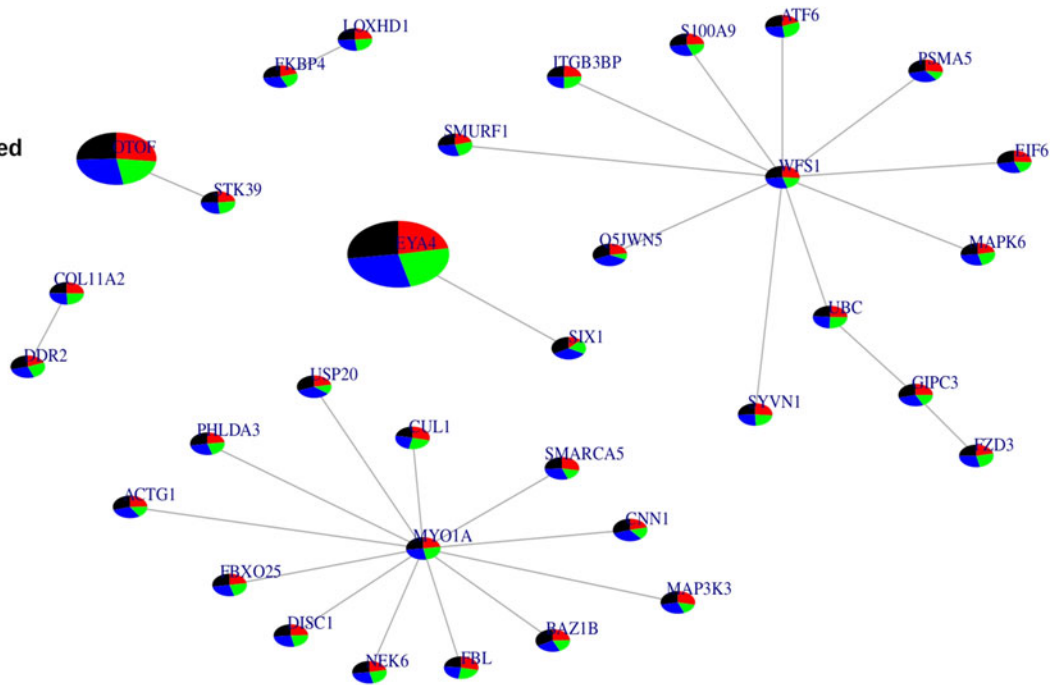 ATF6
LOXHD1
S100A9
FKBP4
ITGB3BP
PSMA5
SMURF1
ed
OTOF
EIF6
WFS1
STK39
EYA4
Q5JWN5
MAPK6
COL11A2
UBC
SIX1
DDR2
USP20
GIPC3
SYVN1
CUL1
PHLDA3
FZD3
SMARCA5
ACTG1
CNN1
MYO1A
FBXO25
MAP3K3
DISC1
BAZ1B
NEK6
FBL